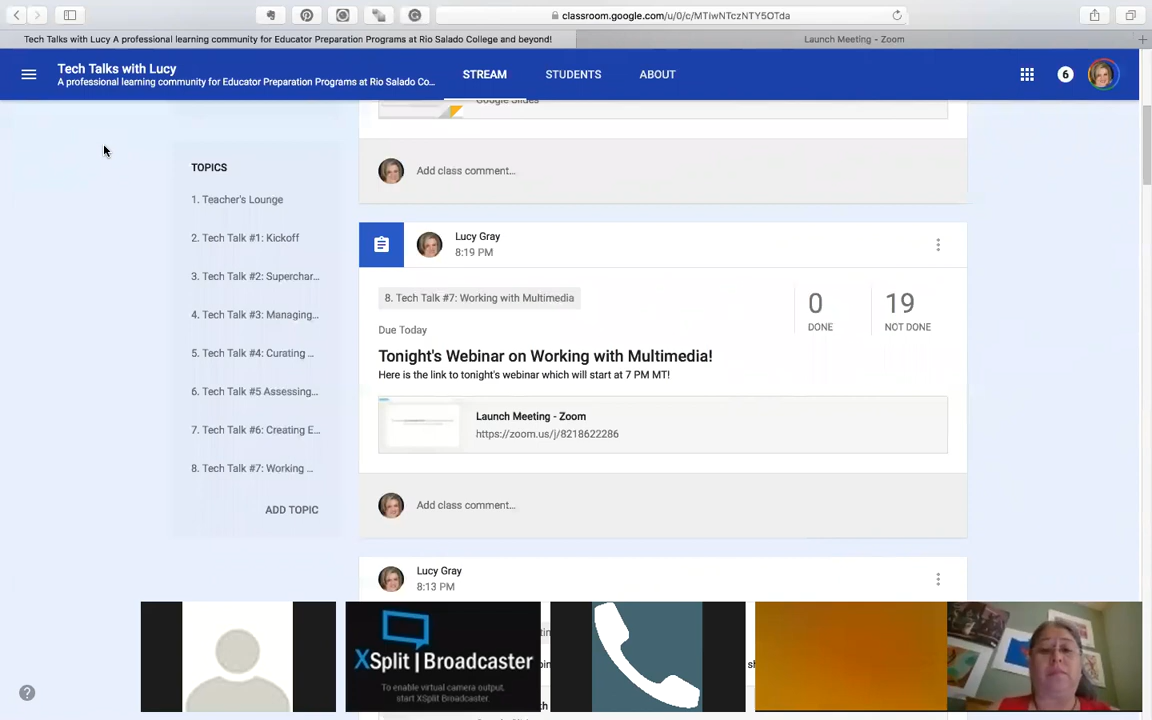 classroom.google.com/u/0/c/MTiwNTczNTY5OTda
Tech Talks with Lucy A professional learning community for Educator Preparation Programs at Rio Salado College and beyond!
Launch Meeting - Zoom
Tech Talks with Lucy
A professional learning community for Educator Preparation Programs at Rio Salado Co...
STREAM
STUDENTS
ABOUT
6
Google Slides
Add class comment...
TOPICS
1. Teacher's Lounge
2. Tech Talk #1: Kickoff
3. Tech Talk #2: Superchar...
4. Tech Talk #3: Managing...
5. Tech Talk #4: Curating ...
6. Tech Talk #5 Assessing...
7. Tech Talk #6: Creating E...
8. Tech Talk #7: Working ...
ADD TOPIC
Lucy Gray
8:19 PM
8. Tech Talk #7: Working with Multimedia
0
DONE
19
NOT DONE
Due Today
Tonight's Webinar on Working with Multimedia!
Here is the link to tonight's webinar which will start at 7 PM MT!
Launch Meeting - Zoom
https://zoom.us/j/8218622286
Add class comment...
Lucy Gray
8:13 PM
XSplit|Broadcaster
To enable virtual camera output,
start XSplit Broadcaster.